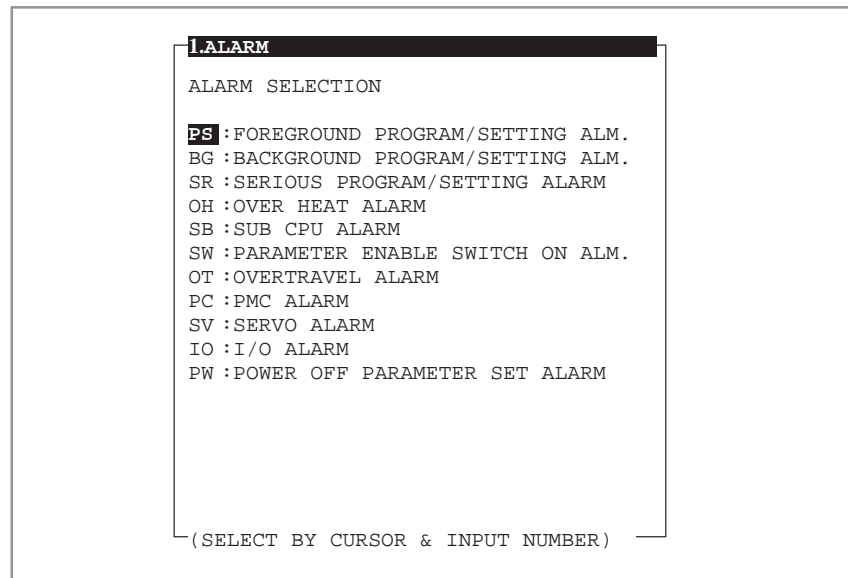 1.ALARM
ALARM SELECTION
PS :FOREGROUND PROGRAM/SETTING ALM.
BG :BACKGROUND PROGRAM/SETTING ALM.
SR :SERIOUS PROGRAM/SETTING ALARM
OH :OVER HEAT ALARM
SB :SUB CPU ALARM
SW :PARAMETER ENABLE SWITCH ON ALM.
OT :OVERTRAVEL ALARM
PC :PMC ALARM
SV :SERVO ALARM
IO :I/O ALARM
PW :POWER OFF PARAMETER SET ALARM
(SELECT BY CURSOR & INPUT NUMBER)